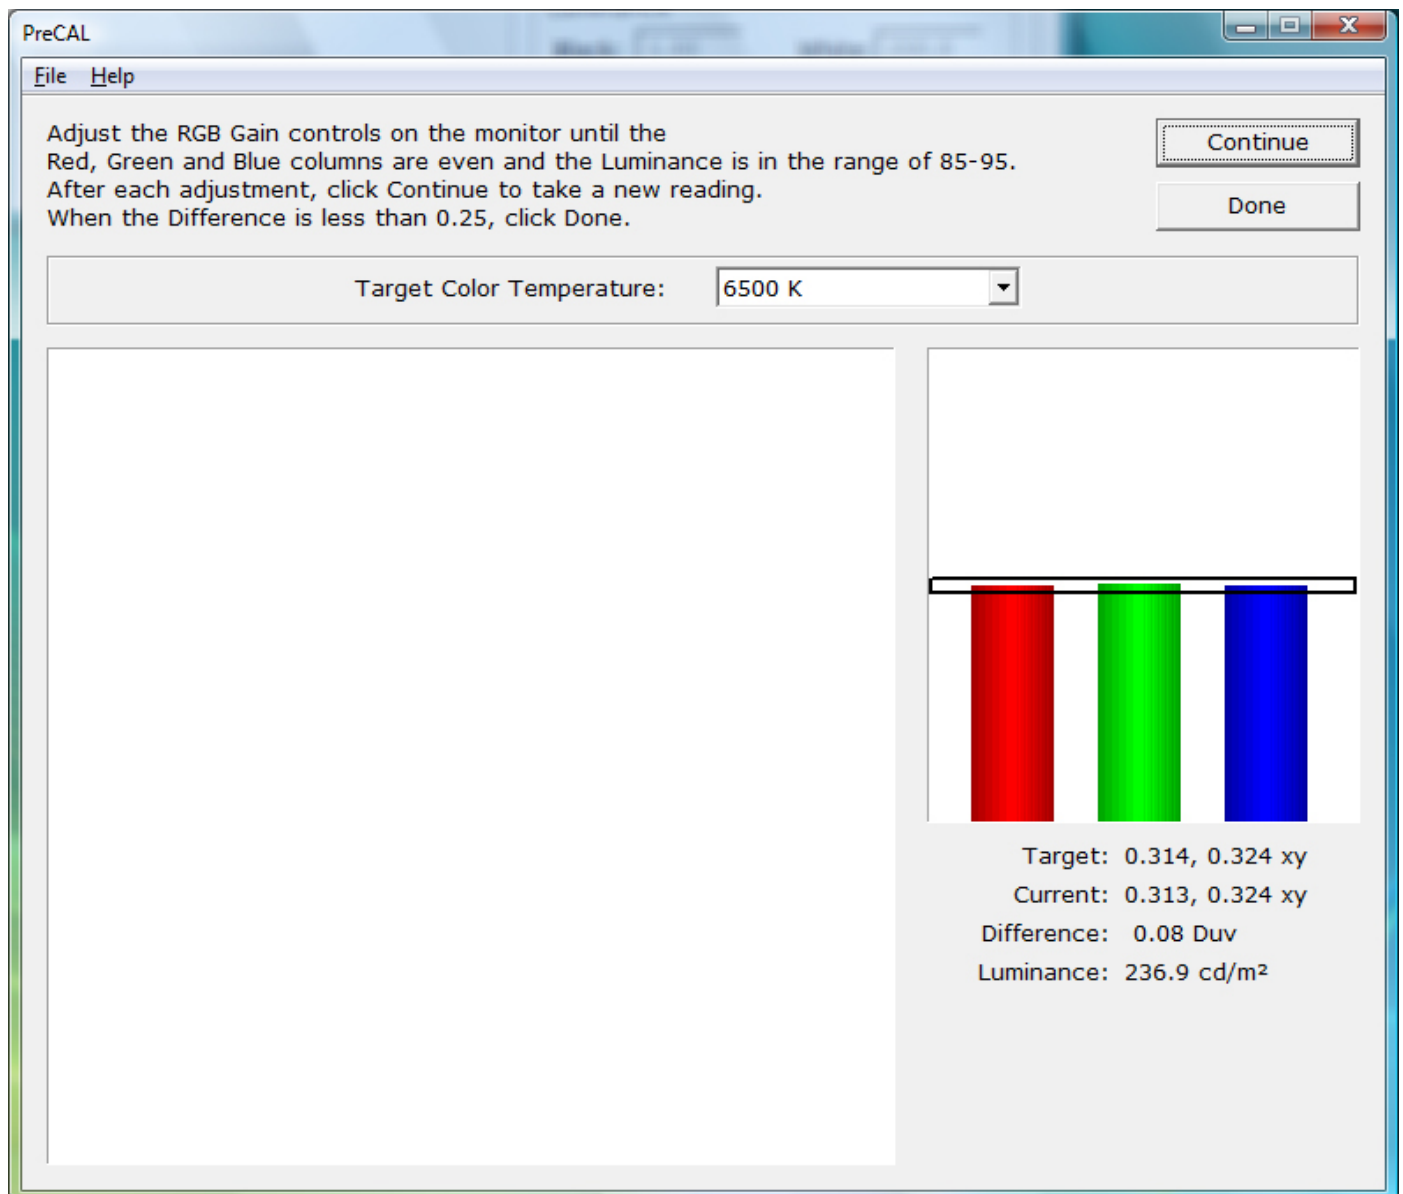 PreCAL
File Help
Adjust the RGB Gain controls on the monitor until the
Red, Green and Blue columns are even and the Luminance is in the range of 85-95.
After each adjustment, click Continue to take a new reading.
When the Difference is less than 0.25, click Done.
Continue
Done
Target Color Temperature: 6500 K
Target: 0.314, 0.324 xy
Current: 0.313, 0.324 xy
Difference: 0.08 Duv
Luminance: 236.9 cd/m²